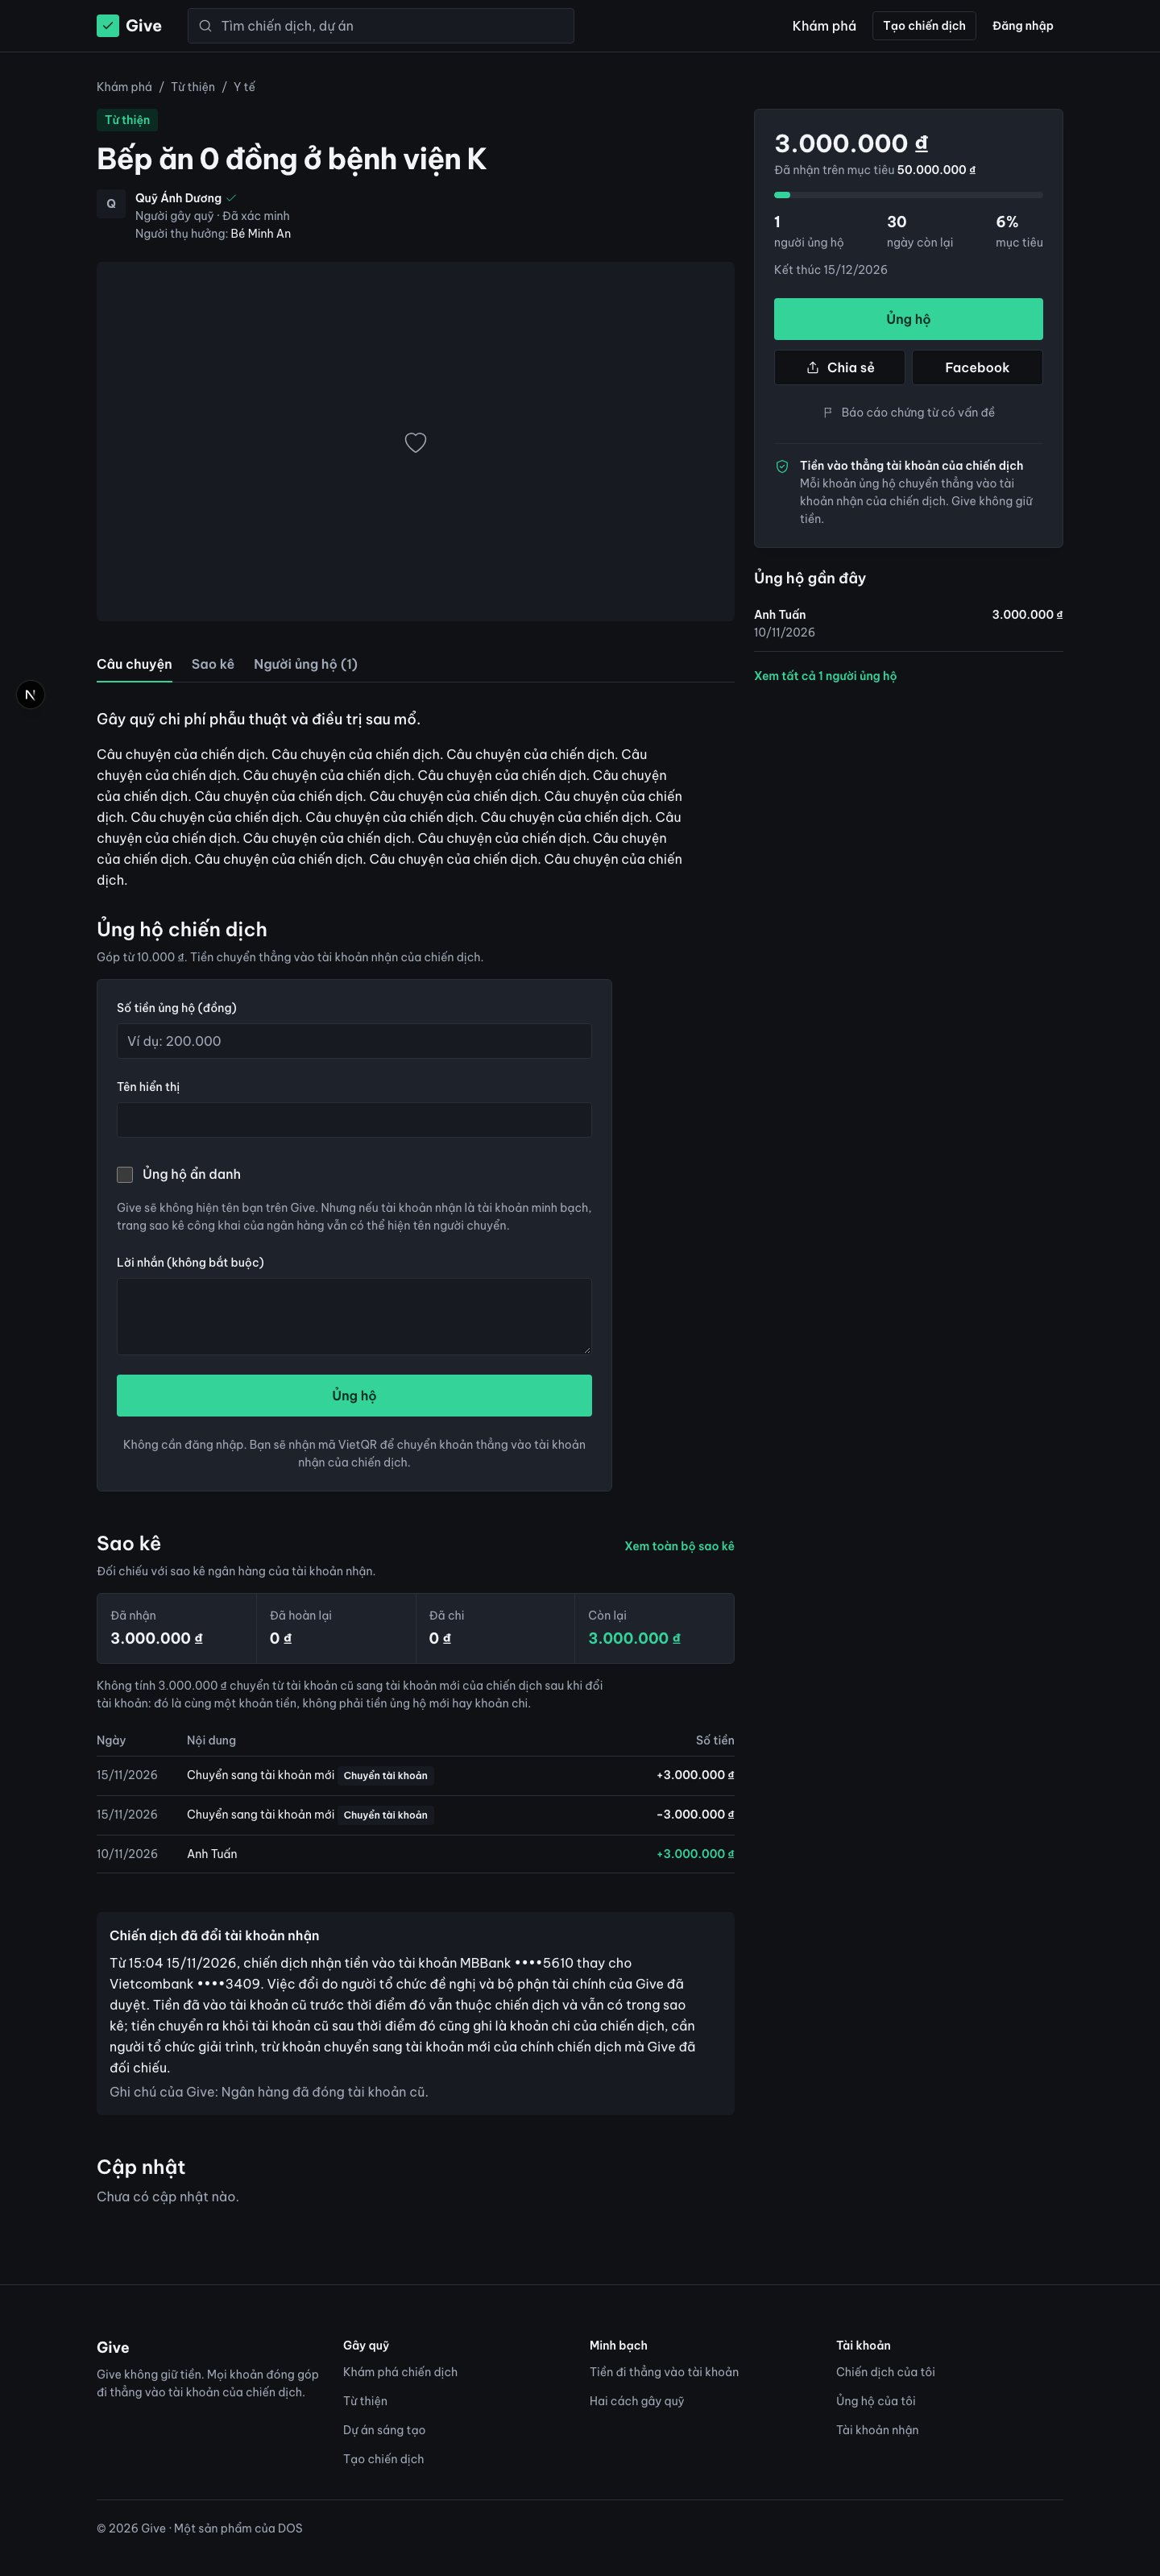 Give
Tìm chiến dịch, dự án
Khám phá
Tạo chiến dịch
Đăng nhập
Khám phá / Từ thiện / Y tế
Từ thiện
Bếp ăn 0 đồng ở bệnh viện K
Q
Quỹ Ánh Dương
Người gây quỹ · Đã xác minh
Người thụ hưởng: Bé Minh An
3.000.000 ₫
Đã nhận trên mục tiêu 50.000.000 ₫
1
người ủng hộ
30
ngày còn lại
6%
mục tiêu
Kết thúc 15/12/2026
Ủng hộ
Chia sẻ
Facebook
Báo cáo chứng từ có vấn đề
Tiền vào thẳng tài khoản của chiến dịch
Mỗi khoản ủng hộ chuyển thẳng vào tài
khoản nhận của chiến dịch. Give không giữ
tiền.
Ủng hộ gần đây
Anh Tuấn
3.000.000 ₫
10/11/2026
Xem tất cả 1 người ủng hộ
Câu chuyện
Sao kê
Người ủng hộ (1)
N
Gây quỹ chi phí phẫu thuật và điều trị sau mổ.
Câu chuyện của chiến dịch. Câu chuyện của chiến dịch. Câu chuyện của chiến dịch. Câu
chuyện của chiến dịch. Câu chuyện của chiến dịch. Câu chuyện của chiến dịch. Câu chuyện
của chiến dịch. Câu chuyện của chiến dịch. Câu chuyện của chiến dịch. Câu chuyện của chiến
dịch. Câu chuyện của chiến dịch. Câu chuyện của chiến dịch. Câu chuyện của chiến dịch. Câu
chuyện của chiến dịch. Câu chuyện của chiến dịch. Câu chuyện của chiến dịch. Câu chuyện
của chiến dịch. Câu chuyện của chiến dịch. Câu chuyện của chiến dịch. Câu chuyện của chiến
dịch.
Ủng hộ chiến dịch
Góp từ 10.000 ₫. Tiền chuyển thẳng vào tài khoản nhận của chiến dịch.
Số tiền ủng hộ (đồng)
Ví dụ: 200.000
Tên hiển thị
Ủng hộ ẩn danh
Give sẽ không hiện tên bạn trên Give. Nhưng nếu tài khoản nhận là tài khoản minh bạch,
trang sao kê công khai của ngân hàng vẫn có thể hiện tên người chuyển.
Lời nhắn (không bắt buộc)
Ủng hộ
Không cần đăng nhập. Bạn sẽ nhận mã VietQR để chuyển khoản thẳng vào tài khoản
nhận của chiến dịch.
Sao kê
Xem toàn bộ sao kê
Đối chiếu với sao kê ngân hàng của tài khoản nhận.
Đã nhận
3.000.000 ₫
Đã hoàn lại
0 ₫
Đã chi
0 ₫
Còn lại
3.000.000 ₫
Không tính 3.000.000 ₫ chuyển từ tài khoản cũ sang tài khoản mới của chiến dịch sau khi đổi
tài khoản: đó là cùng một khoản tiền, không phải tiền ủng hộ mới hay khoản chi.
Ngày Nội dung Số tiền
15/11/2026 Chuyển sang tài khoản mới Chuyển tài khoản +3.000.000 ₫
15/11/2026 Chuyển sang tài khoản mới Chuyển tài khoản −3.000.000 ₫
10/11/2026 Anh Tuấn +3.000.000 ₫
Chiến dịch đã đổi tài khoản nhận
Từ 15:04 15/11/2026, chiến dịch nhận tiền vào tài khoản MBBank ••••5610 thay cho
Vietcombank ••••3409. Việc đổi do người tổ chức đề nghị và bộ phận tài chính của Give đã
duyệt. Tiền đã vào tài khoản cũ trước thời điểm đó vẫn thuộc chiến dịch và vẫn có trong sao
kê; tiền chuyển ra khỏi tài khoản cũ sau thời điểm đó cũng ghi là khoản chi của chiến dịch, cần
người tổ chức giải trình, trừ khoản chuyển sang tài khoản mới của chính chiến dịch mà Give đã
đối chiếu.
Ghi chú của Give: Ngân hàng đã đóng tài khoản cũ.
Cập nhật
Chưa có cập nhật nào.
Give
Give không giữ tiền. Mọi khoản đóng góp
đi thẳng vào tài khoản của chiến dịch.
Gây quỹ
Khám phá chiến dịch
Từ thiện
Dự án sáng tạo
Tạo chiến dịch
Minh bạch
Tiền đi thẳng vào tài khoản
Hai cách gây quỹ
Tài khoản
Chiến dịch của tôi
Ủng hộ của tôi
Tài khoản nhận
© 2026 Give · Một sản phẩm của DOS